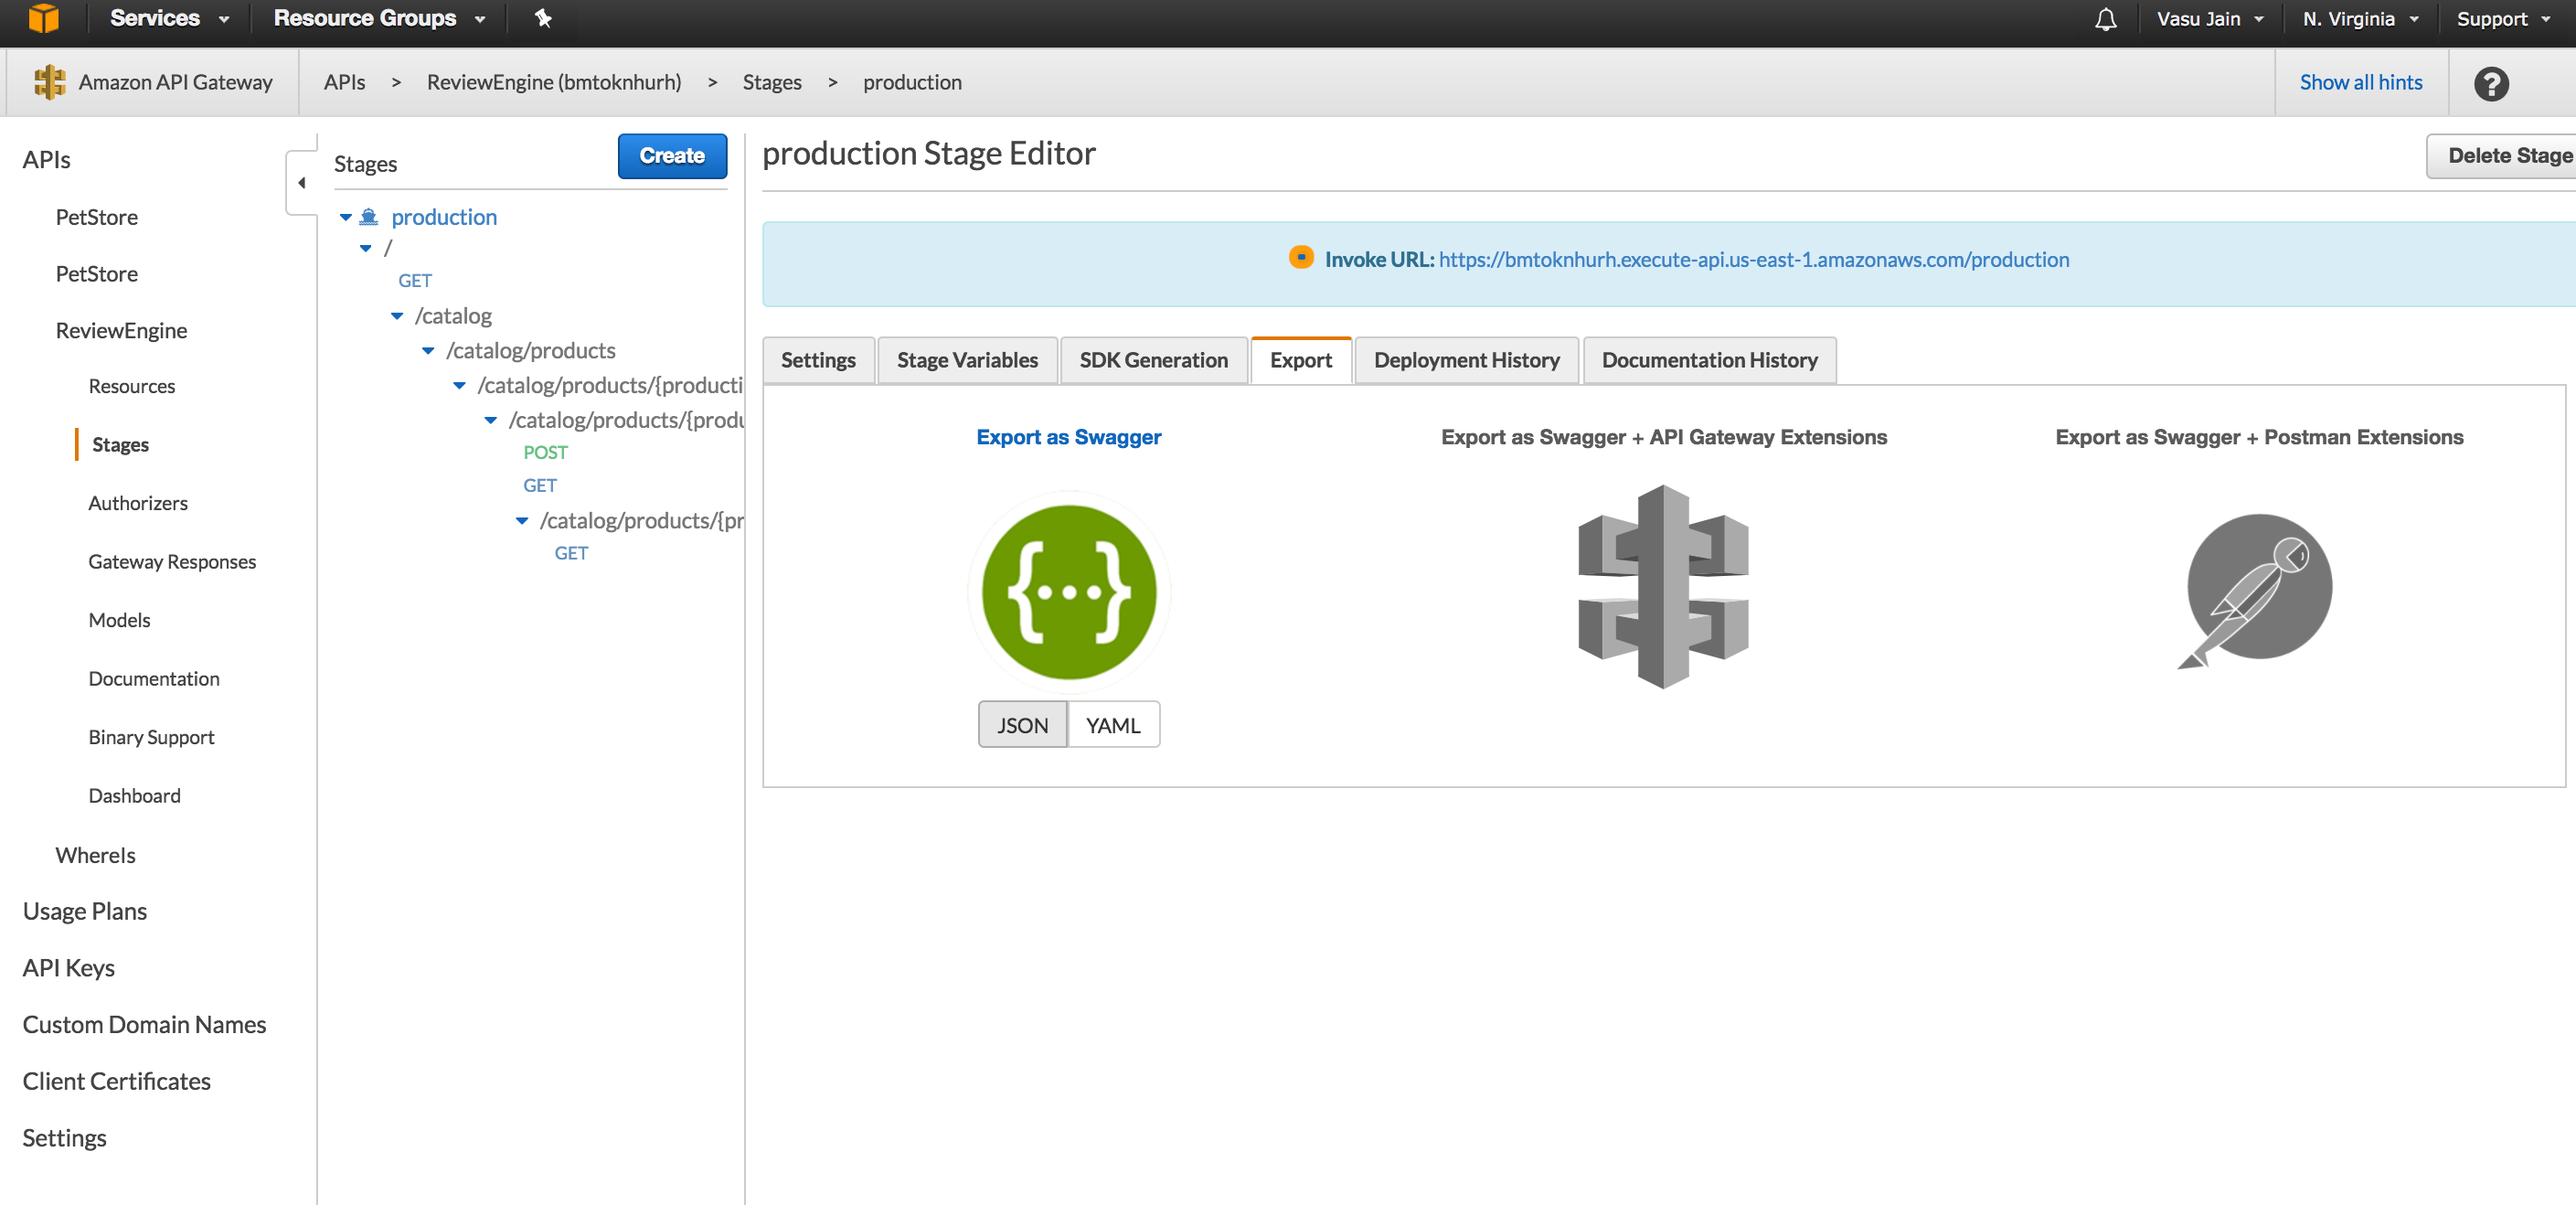 Services
Resource Groups
Vasu Jain
N. Virginia
Support
Amazon API Gateway
APIs > ReviewEngine (bmtoknhurh) > Stages > production
Show all hints
?
APIs
PetStore
PetStore
ReviewEngine
Resources
Stages
Authorizers
Gateway Responses
Models
Documentation
Binary Support
Dashboard
WhereIs
Usage Plans
API Keys
Custom Domain Names
Client Certificates
Settings
Stages
Create
production
/
GET
/catalog
/catalog/products
/catalog/products/{producti
/catalog/products/{produ
POST
GET
/catalog/products/{pr
GET
production Stage Editor
Delete Stage
Invoke URL: https://bmtoknhurh.execute-api.us-east-1.amazonaws.com/production
Settings
Stage Variables
SDK Generation
Export
Deployment History
Documentation History
Export as Swagger
Export as Swagger + API Gateway Extensions
Export as Swagger + Postman Extensions
{...}
JSON
YAML